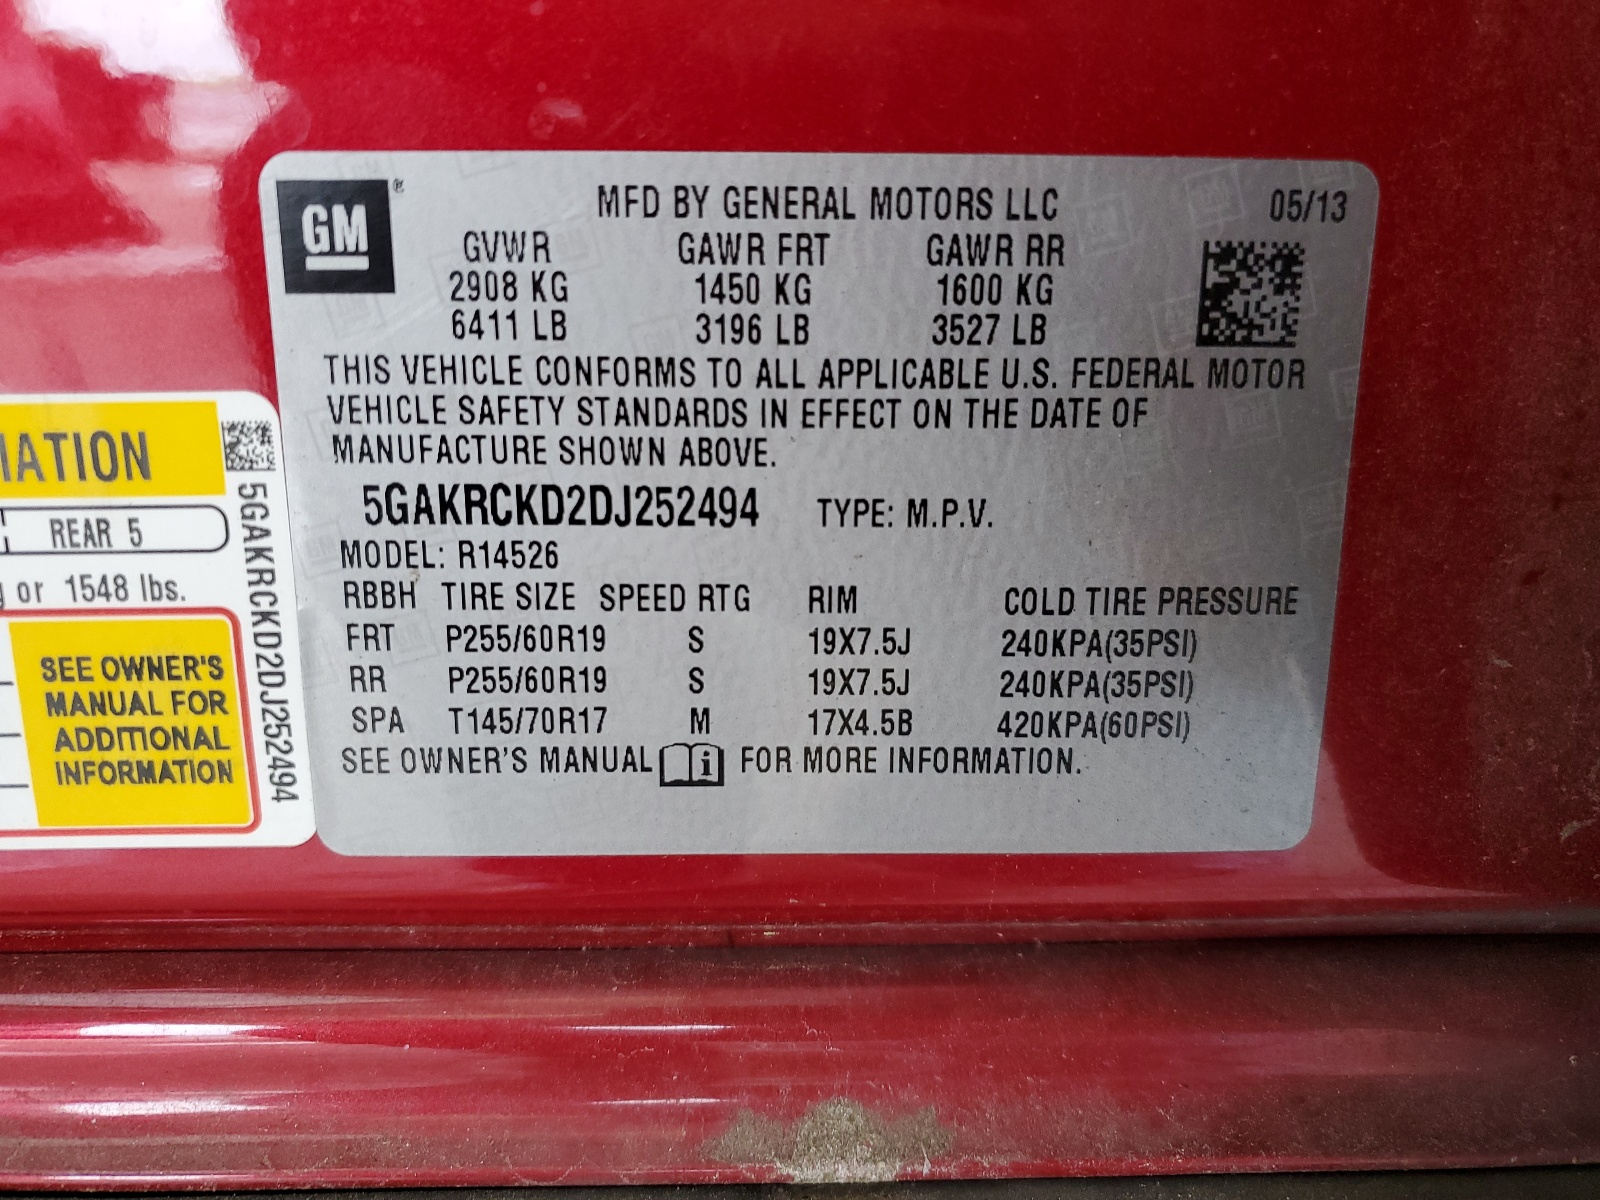 GM ®
MFD BY GENERAL MOTORS LLC 05/13
GVWR GAWR FRT GAWR RR
2908 KG 1450 KG 1600 KG
6411 LB 3196 LB 3527 LB
THIS VEHICLE CONFORMS TO ALL APPLICABLE U.S. FEDERAL MOTOR
VEHICLE SAFETY STANDARDS IN EFFECT ON THE DATE OF
MANUFACTURE SHOWN ABOVE.
5GAKRCKD2DJ252494 TYPE: M.P.V.
MODEL: R14526
RBBH TIRE SIZE SPEED RTG RIM COLD TIRE PRESSURE
FRT P255/60R19 S 19X7.5J 240KPA(35PSI)
RR P255/60R19 S 19X7.5J 240KPA(35PSI)
SPA T145/70R17 M 17X4.5B 420KPA(60PSI)
SEE OWNER'S MANUAL i FOR MORE INFORMATION.
IATION
REAR 5
or 1548 lbs.
SEE OWNER'S
MANUAL FOR
ADDITIONAL
INFORMATION
5GAKRCKD2DJ252494